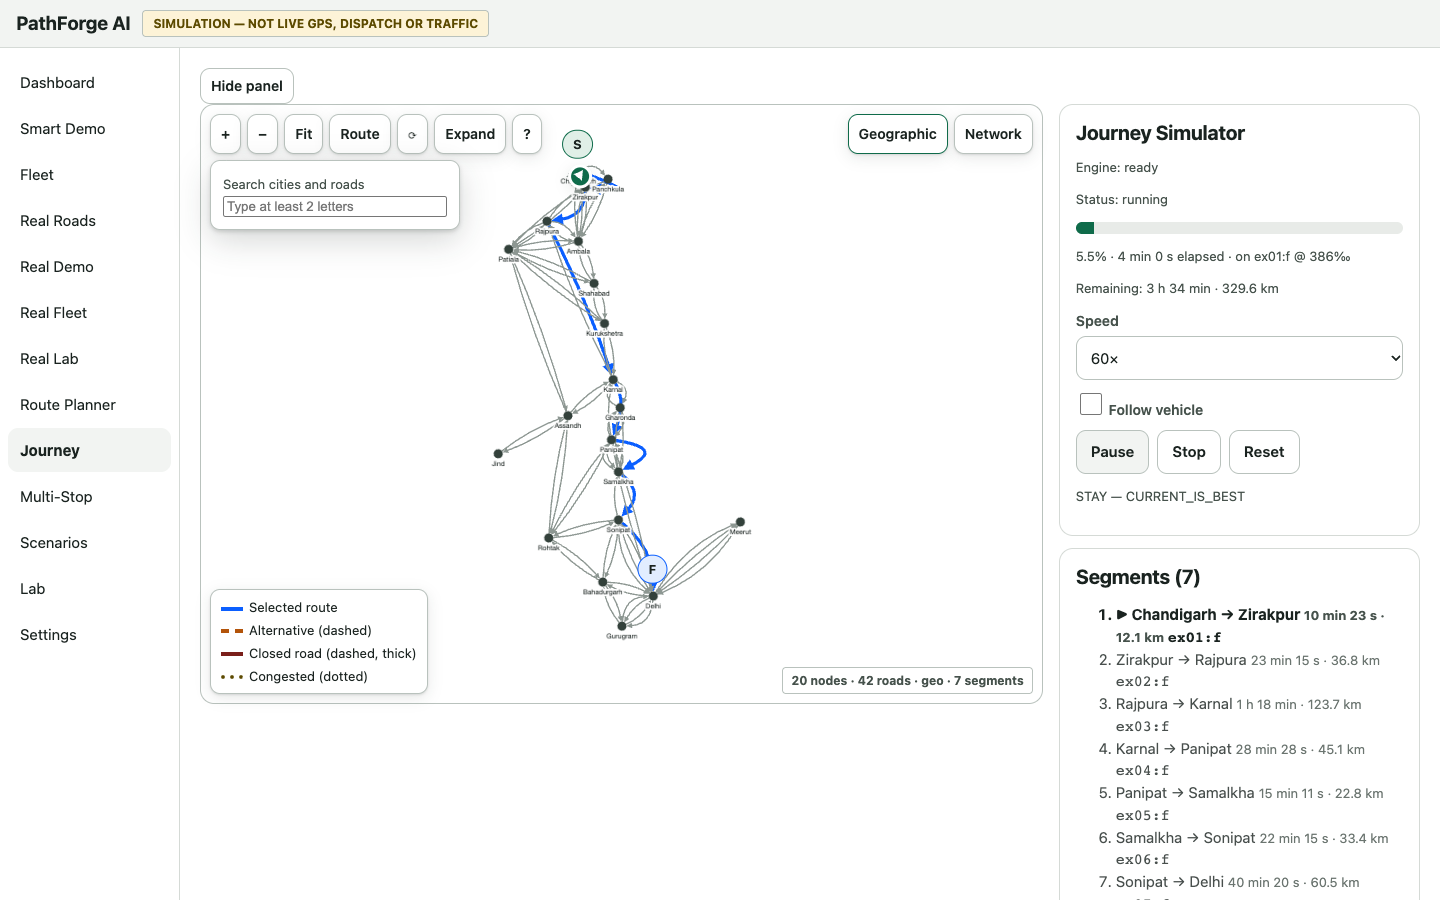 PathForge AI
SIMULATION — NOT LIVE GPS, DISPATCH OR TRAFFIC
Dashboard
Smart Demo
Fleet
Real Roads
Real Demo
Real Fleet
Real Lab
Route Planner
Journey
Multi-Stop
Scenarios
Lab
Settings
Hide panel
+
−
Fit
Route
⟳
Expand
?
Geographic
Network
Search cities and roads
Type at least 2 letters
S
Panchkula
Zirakpur
Rajpura
Ambala
Patiala
Shahabad
Kurukshetra
Karnal
Gharonda
Assandh
Panipat
Jind
Samalkha
Sonipat
Meerut
Rohtak
F
Bahadurgarh
Delhi
Gurugram
Selected route
Alternative (dashed)
Closed road (dashed, thick)
Congested (dotted)
20 nodes · 42 roads · geo · 7 segments
Journey Simulator
Engine: ready
Status: running
5.5% · 4 min 0 s elapsed · on ex01:f @ 386‰
Remaining: 3 h 34 min · 329.6 km
Speed
60×
Follow vehicle
Pause
Stop
Reset
STAY — CURRENT_IS_BEST
Segments (7)
1. ▶ Chandigarh → Zirakpur 10 min 23 s ·
12.1 km ex01:f
2. Zirakpur → Rajpura 23 min 15 s · 36.8 km
ex02:f
3. Rajpura → Karnal 1 h 18 min · 123.7 km
ex03:f
4. Karnal → Panipat 28 min 28 s · 45.1 km
ex04:f
5. Panipat → Samalkha 15 min 11 s · 22.8 km
ex05:f
6. Samalkha → Sonipat 22 min 15 s · 33.4 km
ex06:f
7. Sonipat → Delhi 40 min 20 s · 60.5 km